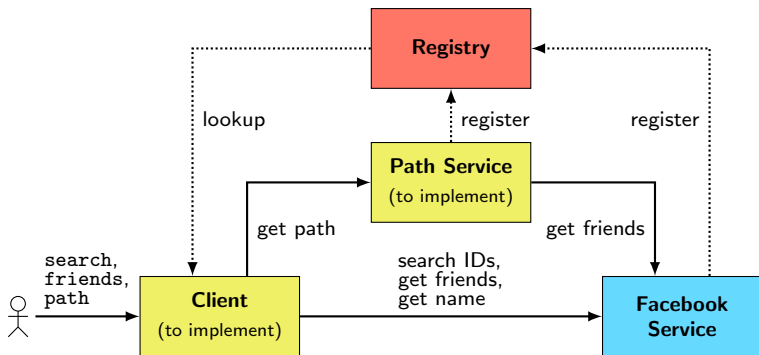 Registry
lookup
register
register
Path Service
(to implement)
get path
get friends
search,
friends,
path
search IDs,
get friends,
get name
Client
(to implement)
Facebook
Service